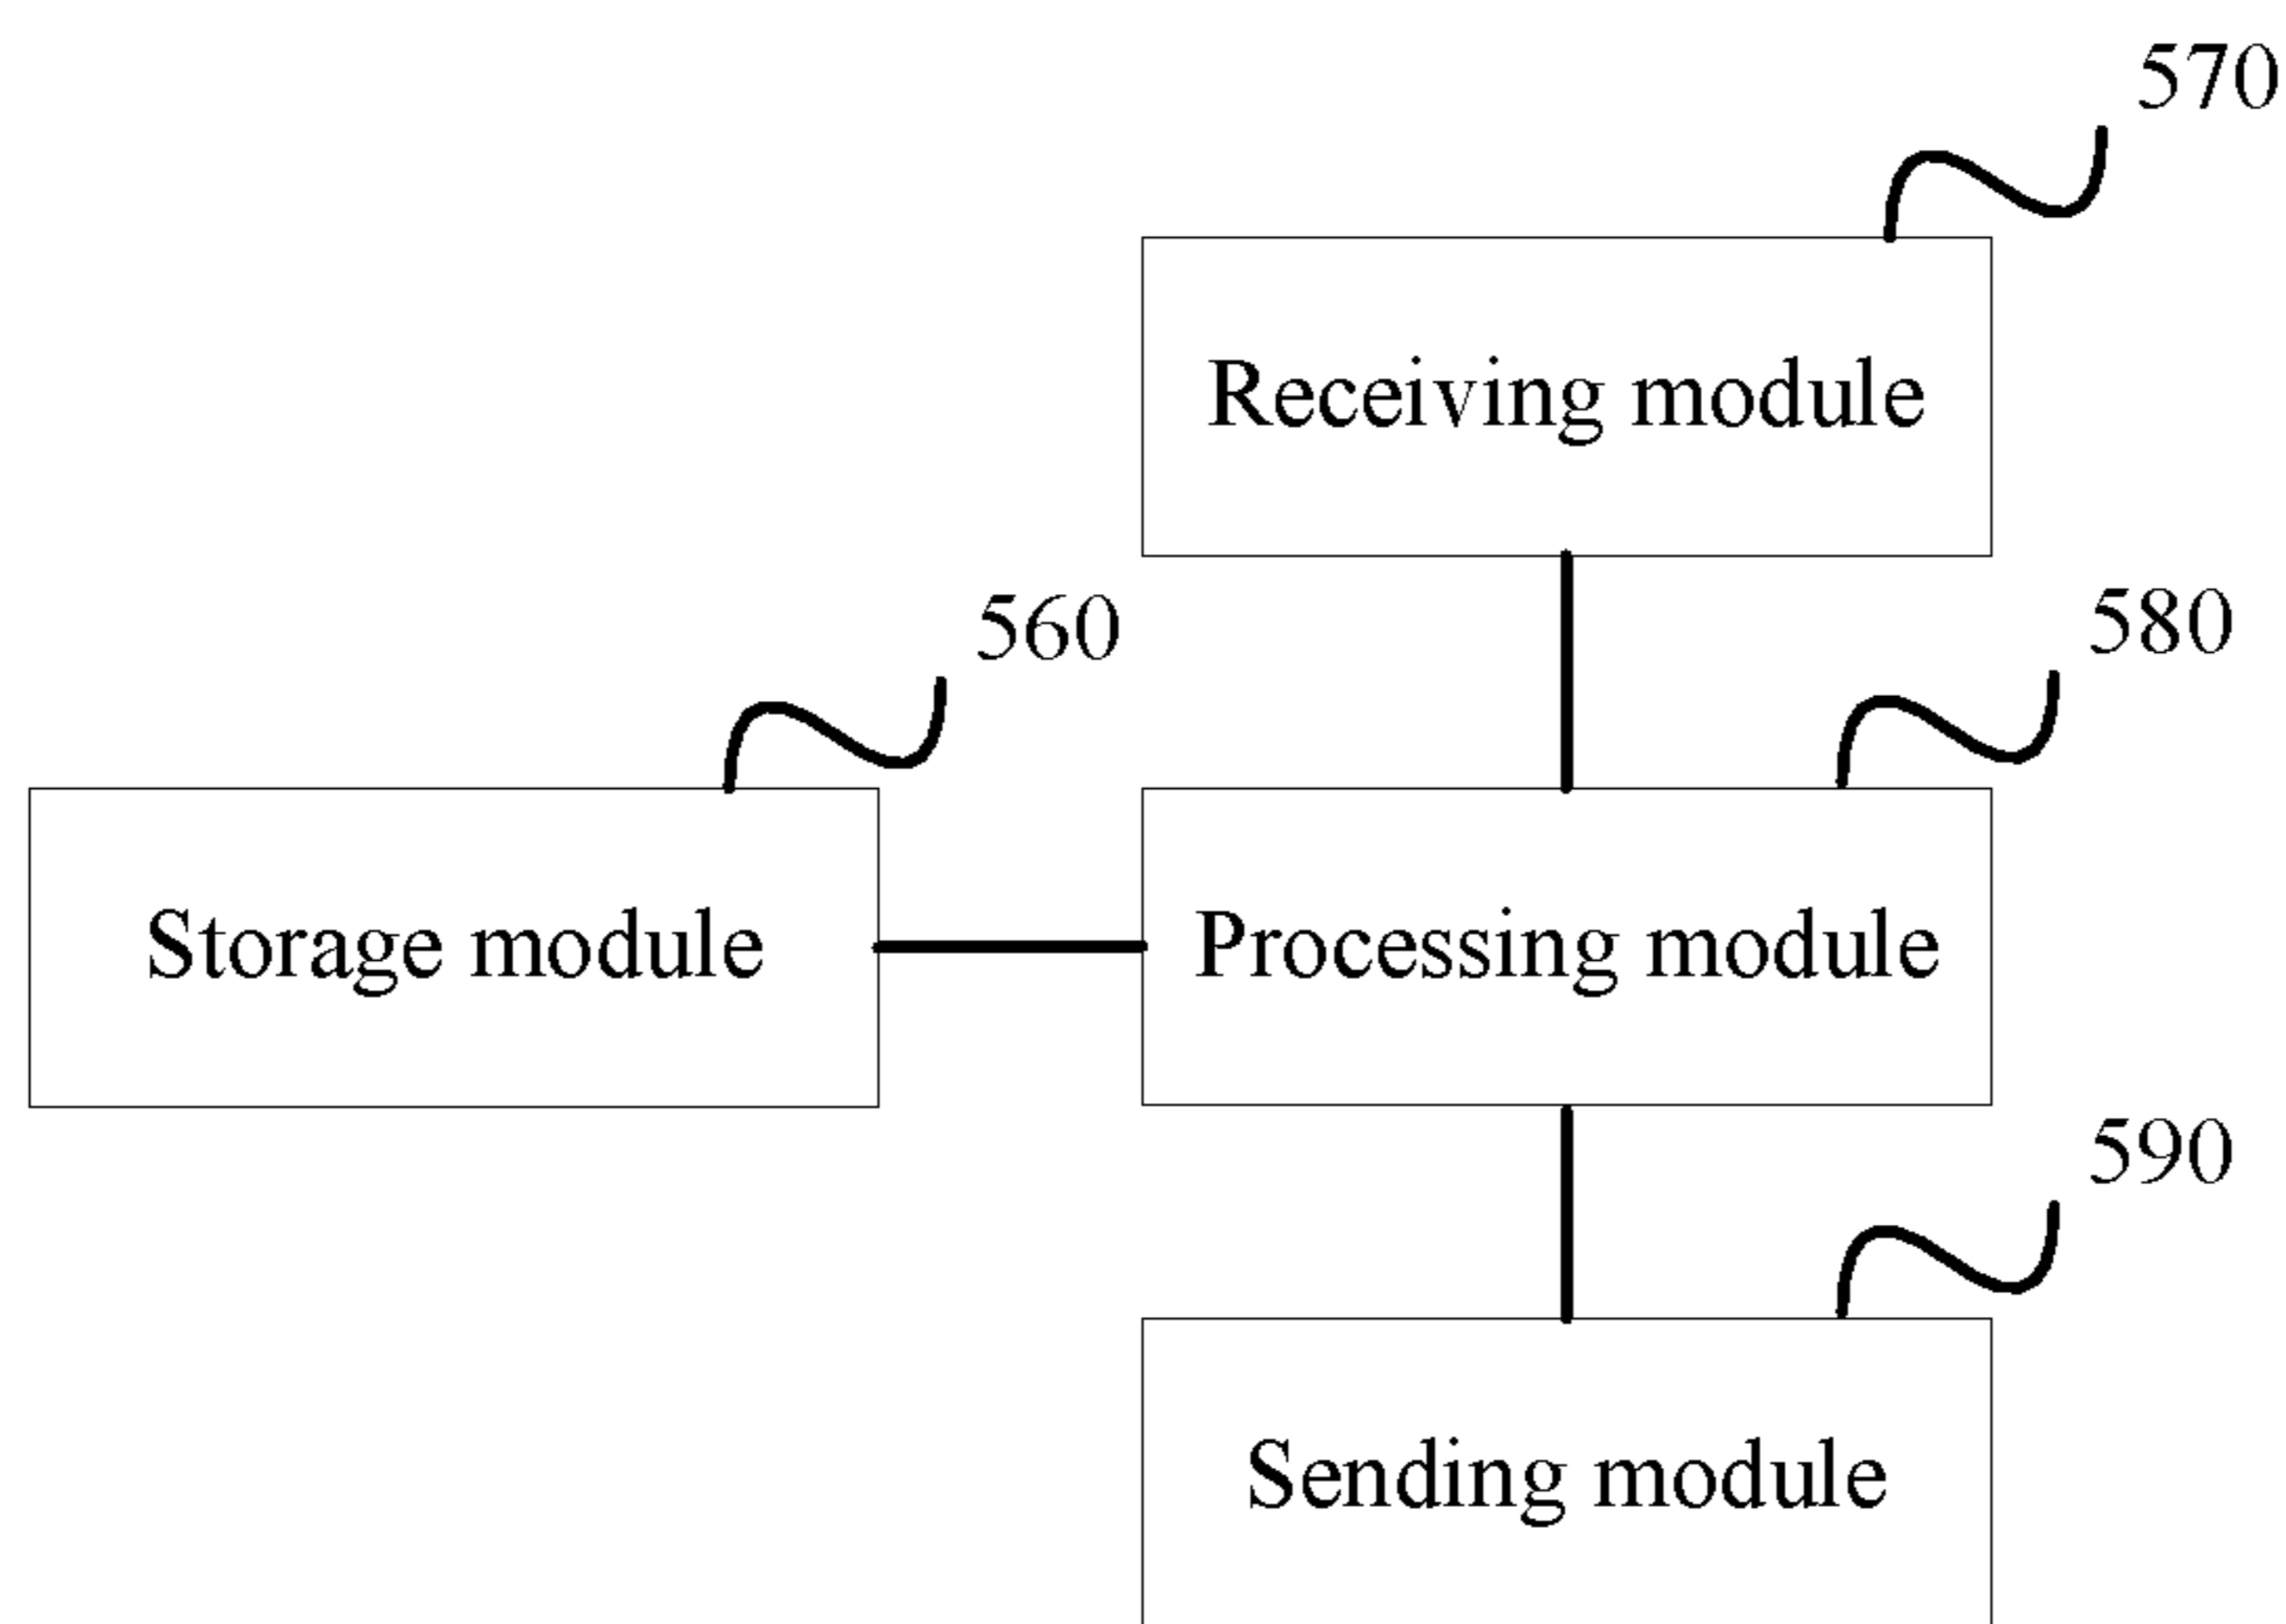 570
Receiving module
560
580
Storage module
Processing module
590
Sending module